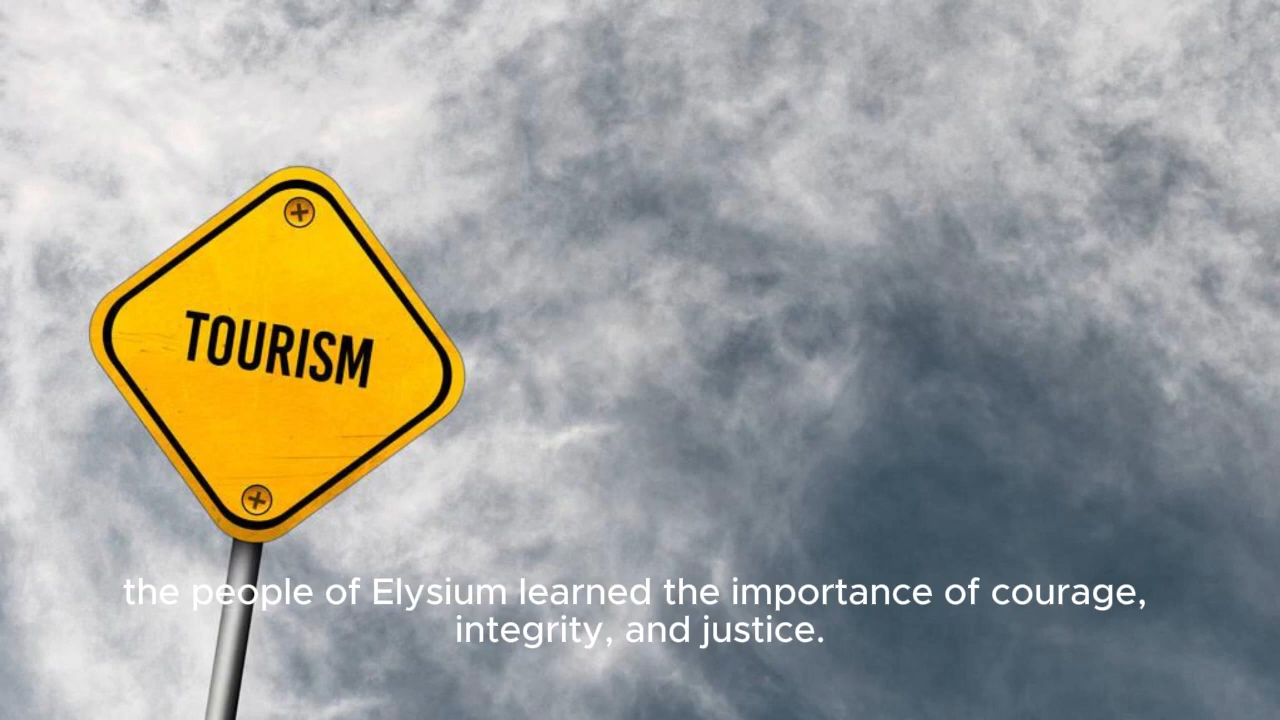 TOURISM
the people of Elysium learned the importance of courage,
integrity, and justice.